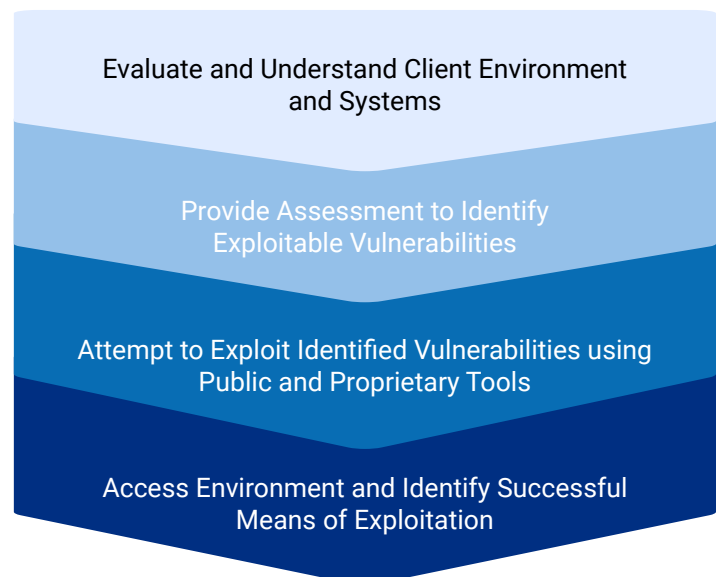 Evaluate and Understand Client Environment
and Systems
Provide Assessment to Identify
Exploitable Vulnerabilities
Attempt to Exploit Identified Vulnerabilities using
Public and Proprietary Tools
Access Environment and Identify Successful
Means of Exploitation